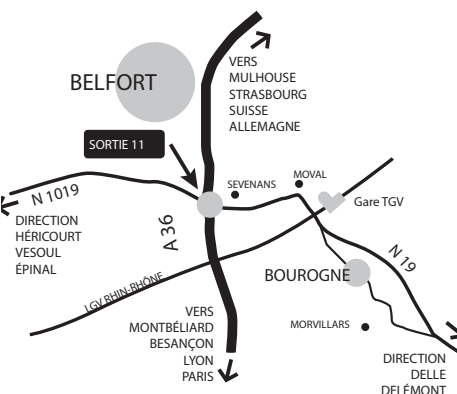 VERS
MULHOUSE
STRASBOURG
SUISSE
ALLEMAGNE
BELFORT
SORTIE 11
MOVAL
SEVENANS
N 1019
Gare TGV
DIRECTION
HÉRICOURT
VESOUL
ÉPINAL
A 36
N 19
BOUROGNE
LGV RHIN-RHÔNE
VERS
MONTBÉLIARD
BESANÇON
LYON
PARIS
MORVILLARS
DIRECTION
DELLE
DELÉMONT